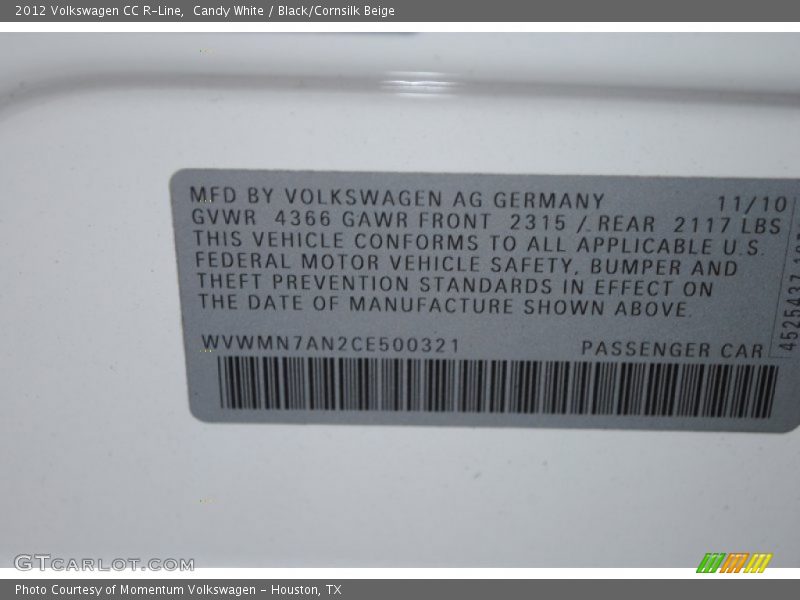 2012 Volkswagen CC R-Line, Candy White / Black/Cornsilk Beige
MFD BY VOLKSWAGEN AG GERMANY 11/10
GVWR 4366 GAWR FRONT 2315 / REAR 2117 LBS
THIS VEHICLE CONFORMS TO ALL APPLICABLE U.S.
FEDERAL MOTOR VEHICLE SAFETY, BUMPER AND
THEFT PREVENTION STANDARDS IN EFFECT ON
THE DATE OF MANUFACTURE SHOWN ABOVE.
WVWMN7AN2CE500321 PASSENGER CAR
4525437
GTCARLOT.COM
Photo Courtesy of Momentum Volkswagen - Houston, TX